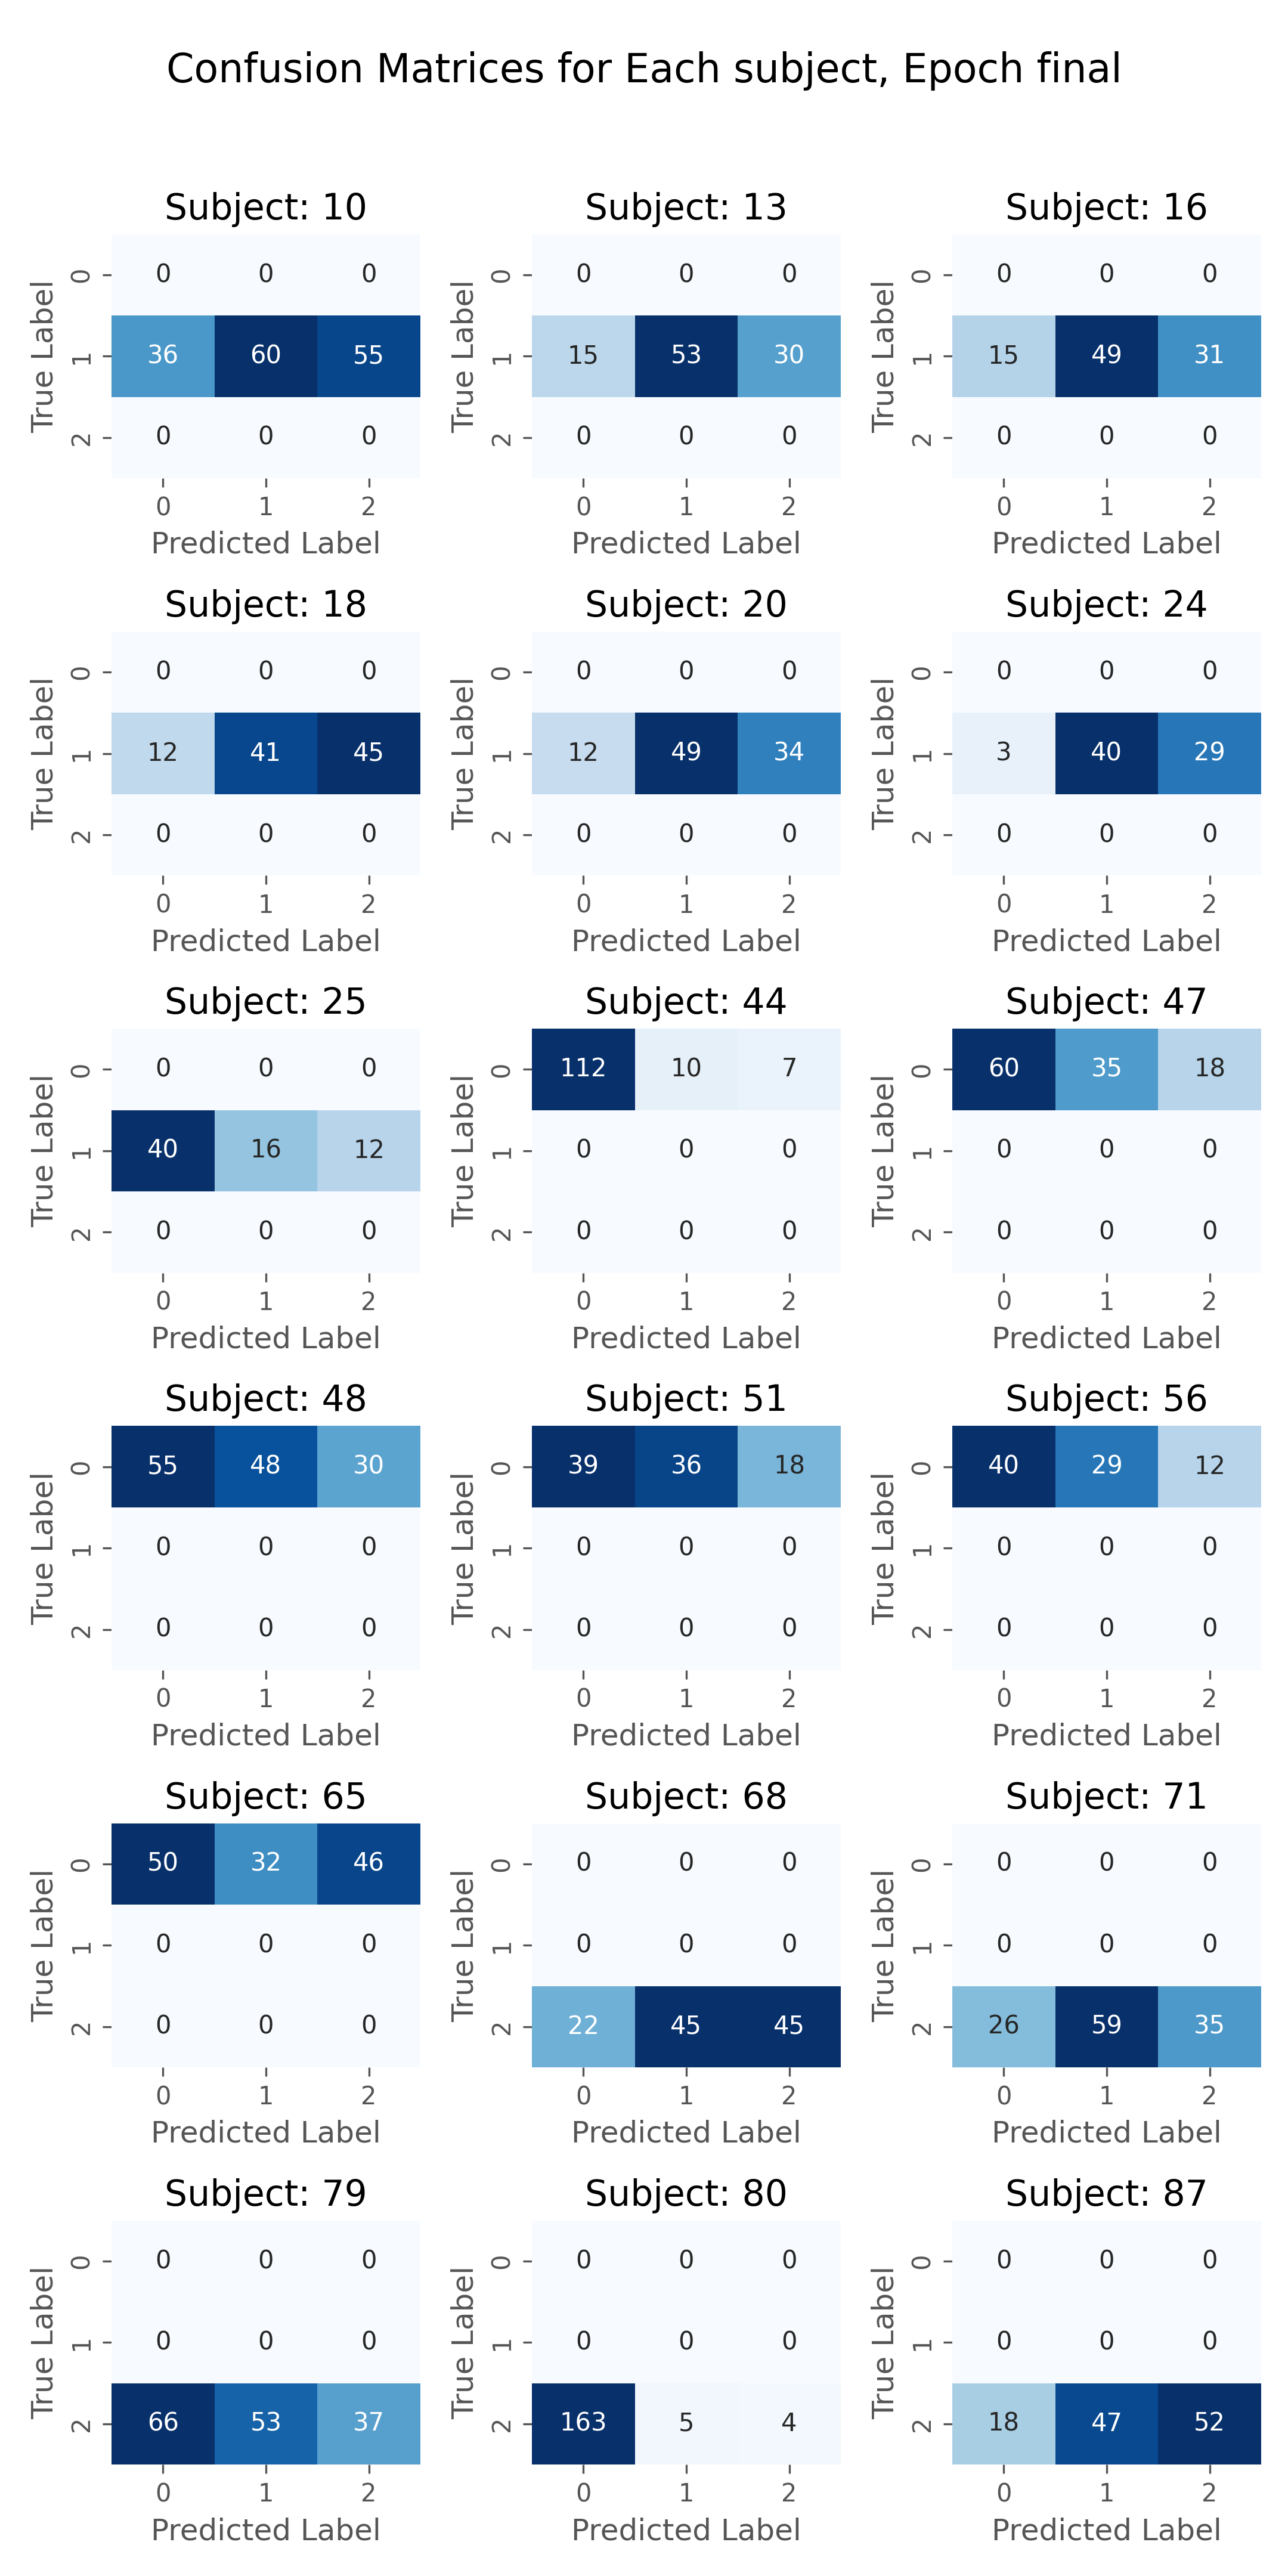 Confusion Matrices for Each subject, Epoch final
Subject: 10 Subject: 13 Subject: 16
True Label 0 0 0 0 True Label 0 0 0 0 True Label 0 0 0 0
1 36 60 55 1 15 53 30 1 15 49 31
2 0 0 0 2 0 0 0 2 0 0 0
0 1 2 0 1 2 0 1 2
Predicted Label Predicted Label Predicted Label
Subject: 18 Subject: 20 Subject: 24
True Label 0 0 0 0 True Label 0 0 0 0 True Label 0 0 0 0
1 12 41 45 1 12 49 34 1 3 40 29
2 0 0 0 2 0 0 0 2 0 0 0
0 1 2 0 1 2 0 1 2
Predicted Label Predicted Label Predicted Label
Subject: 25 Subject: 44 Subject: 47
True Label 0 0 0 0 True Label 0 112 10 7 True Label 0 60 35 18
1 40 16 12 1 0 0 0 1 0 0 0
2 0 0 0 2 0 0 0 2 0 0 0
0 1 2 0 1 2 0 1 2
Predicted Label Predicted Label Predicted Label
Subject: 48 Subject: 51 Subject: 56
True Label 0 55 48 30 True Label 0 39 36 18 True Label 0 40 29 12
1 0 0 0 1 0 0 0 1 0 0 0
2 0 0 0 2 0 0 0 2 0 0 0
0 1 2 0 1 2 0 1 2
Predicted Label Predicted Label Predicted Label
Subject: 65 Subject: 68 Subject: 71
True Label 0 50 32 46 True Label 0 0 0 0 True Label 0 0 0 0
1 0 0 0 1 0 0 0 1 0 0 0
2 0 0 0 2 22 45 45 2 26 59 35
0 1 2 0 1 2 0 1 2
Predicted Label Predicted Label Predicted Label
Subject: 79 Subject: 80 Subject: 87
True Label 0 0 0 0 True Label 0 0 0 0 True Label 0 0 0 0
1 0 0 0 1 0 0 0 1 0 0 0
2 66 53 37 2 163 5 4 2 18 47 52
0 1 2 0 1 2 0 1 2
Predicted Label Predicted Label Predicted Label